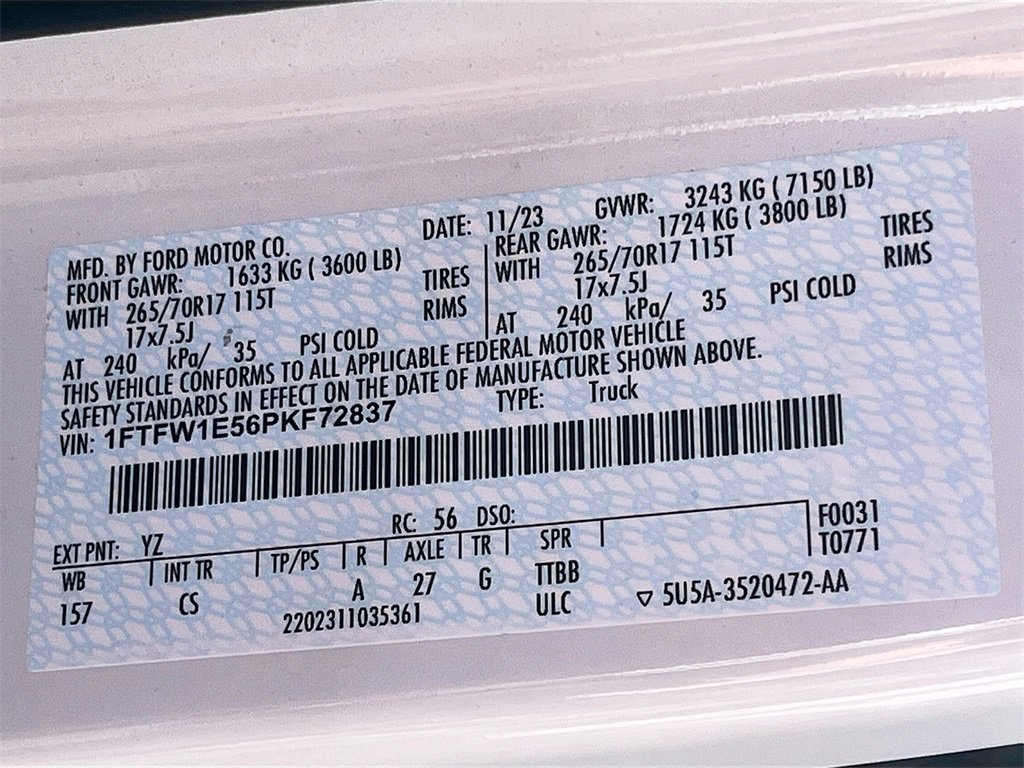 MFD. BY FORD MOTOR CO.
DATE: 11/23 GVWR: 3243 KG ( 7150 LB)
FRONT GAWR: 1633 KG ( 3600 LB)
WITH 265/70R17 115T TIRES
17x7.5J RIMS
AT 240 kPa/ 35 PSI COLD
REAR GAWR: 1724 KG ( 3800 LB)
WITH 265/70R17 115T TIRES
17x7.5J RIMS
AT 240 kPa/ 35 PSI COLD
THIS VEHICLE CONFORMS TO ALL APPLICABLE FEDERAL MOTOR VEHICLE
SAFETY STANDARDS IN EFFECT ON THE DATE OF MANUFACTURE SHOWN ABOVE.
VIN: 1FTFW1E56PKF72837 TYPE: Truck
EXT PNT: YZ RC: 56 DSO: F0031
WB INT TR TP/PS R AXLE TR SPR T0771
157 CS A 27 G TTBB
2202311035361 ULC ▽ 5U5A-3520472-AA